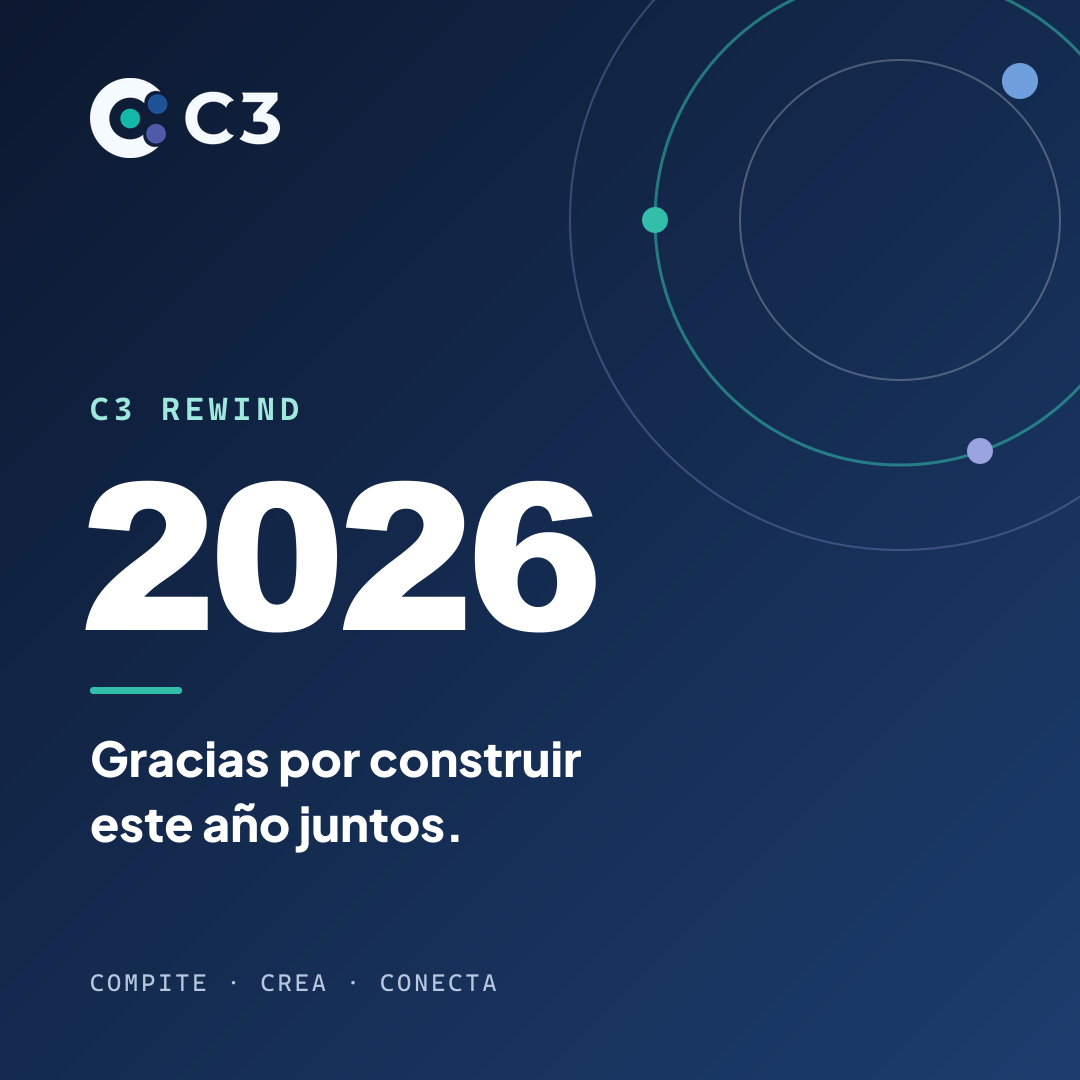 C3
C3 REWIND
2026
Gracias por construir
este año juntos.
COMPITE · CREA · CONECTA